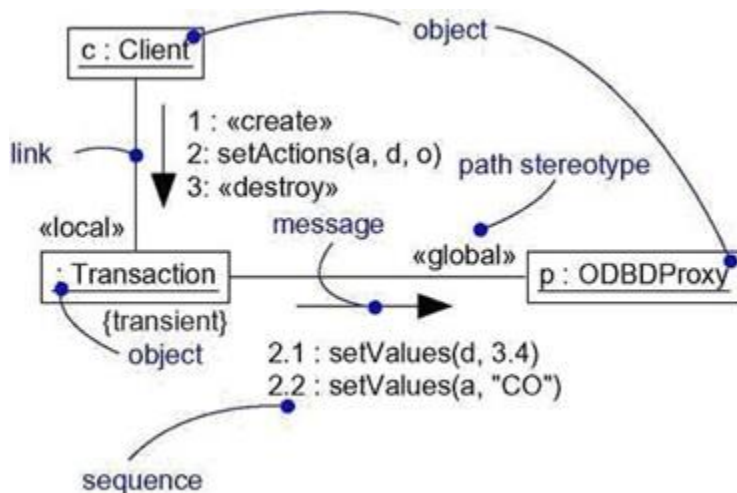 object
c : Client
1 : «create»
2: setActions(a, d, o)
3: «destroy»
link
path stereotype
«local»
message
«global»
: Transaction
p : ODBDProxy
{transient}
object
2.1 : setValues(d, 3.4)
2.2 : setValues(a, "CO")
sequence